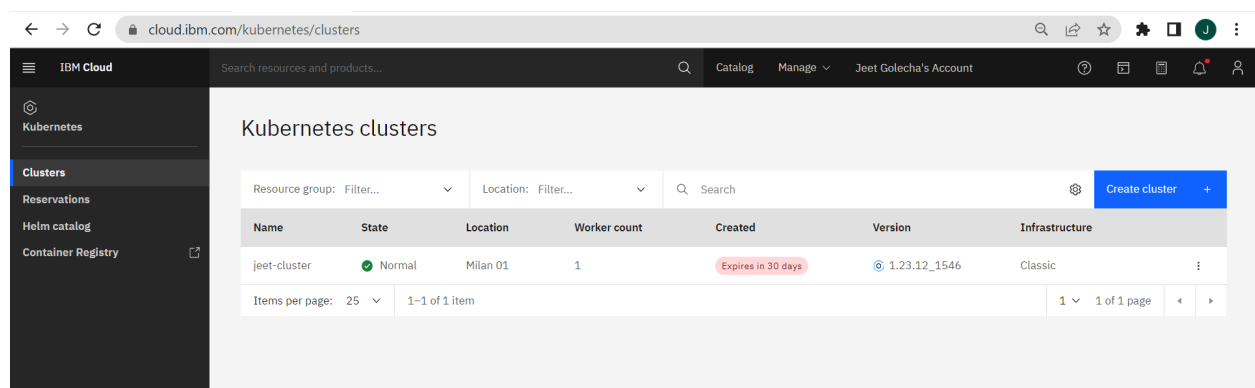 cloud.ibm.com/kubernetes/clusters
J
IBM Cloud
Search resources and products...
Catalog
Manage
Jeet Golecha's Account
Kubernetes
Clusters
Reservations
Helm catalog
Container Registry
Kubernetes clusters
Resource group: Filter...
Location: Filter...
Search
Create cluster +
Name State Location Worker count Created Version Infrastructure
jeet-cluster Normal Milan 01 1 Expires in 30 days 1.23.12_1546 Classic
Items per page: 25 1–1 of 1 item 1 1 of 1 page